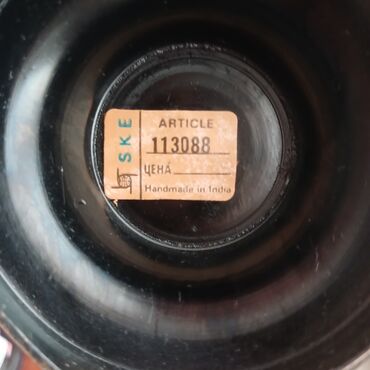 SKE
ARTICLE
113088
ЦЕНА
Handmade in India